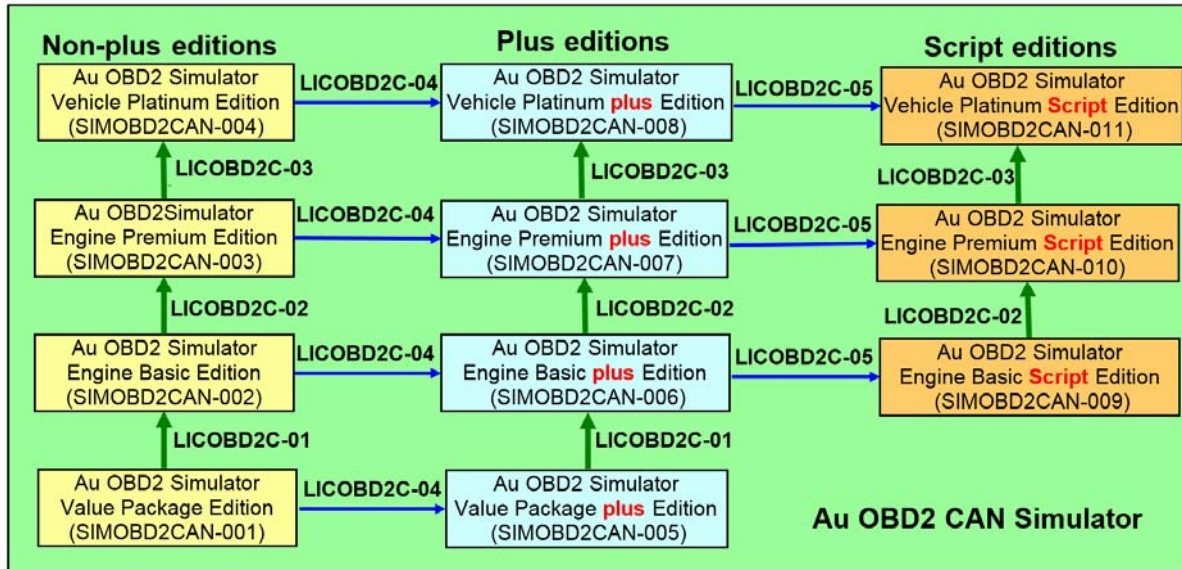 Non-plus editions
Plus editions
Script editions
Au OBD2 Simulator
Vehicle Platinum Edition
(SIMOBD2CAN-004)
LICOBD2C-04
Au OBD2 Simulator
Vehicle Platinum plus Edition
(SIMOBD2CAN-008)
LICOBD2C-05
Au OBD2 Simulator
Vehicle Platinum Script Edition
(SIMOBD2CAN-011)
LICOBD2C-03
LICOBD2C-03
LICOBD2C-03
Au OBD2Simulator
Engine Premium Edition
(SIMOBD2CAN-003)
LICOBD2C-04
Au OBD2 Simulator
Engine Premium plus Edition
(SIMOBD2CAN-007)
LICOBD2C-05
Au OBD2 Simulator
Engine Premium Script Edition
(SIMOBD2CAN-010)
LICOBD2C-02
LICOBD2C-02
LICOBD2C-02
Au OBD2 Simulator
Engine Basic Edition
(SIMOBD2CAN-002)
LICOBD2C-04
Au OBD2 Simulator
Engine Basic plus Edition
(SIMOBD2CAN-006)
LICOBD2C-05
Au OBD2 Simulator
Engine Basic Script Edition
(SIMOBD2CAN-009)
LICOBD2C-01
LICOBD2C-01
Au OBD2 Simulator
Value Package Edition
(SIMOBD2CAN-001)
LICOBD2C-04
Au OBD2 Simulator
Value Package plus Edition
(SIMOBD2CAN-005)
Au OBD2 CAN Simulator